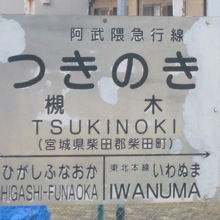 阿武隈急行線
つきのき
槻木
TSUKINOKI
(宮城県柴田郡柴田町)
ひがしふなおか
HIGASHI-FUNAOKA
東北本線 いわぬま
IWANUMA